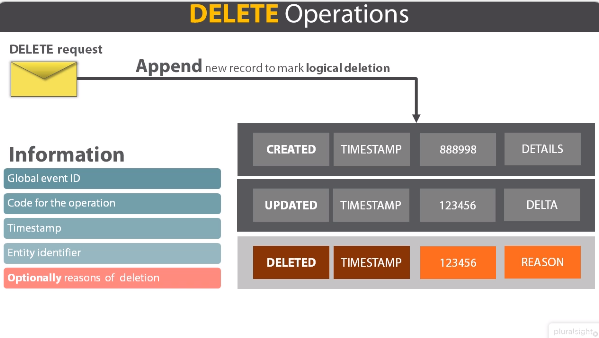 DELETE Operations
DELETE request
Append new record to mark logical deletion
Information
Global event ID
Code for the operation
Timestamp
Entity identifier
Optionally reasons of deletion
CREATED TIMESTAMP 888998 DETAILS
UPDATED TIMESTAMP 123456 DELTA
DELETED TIMESTAMP 123456 REASON
pluralsight